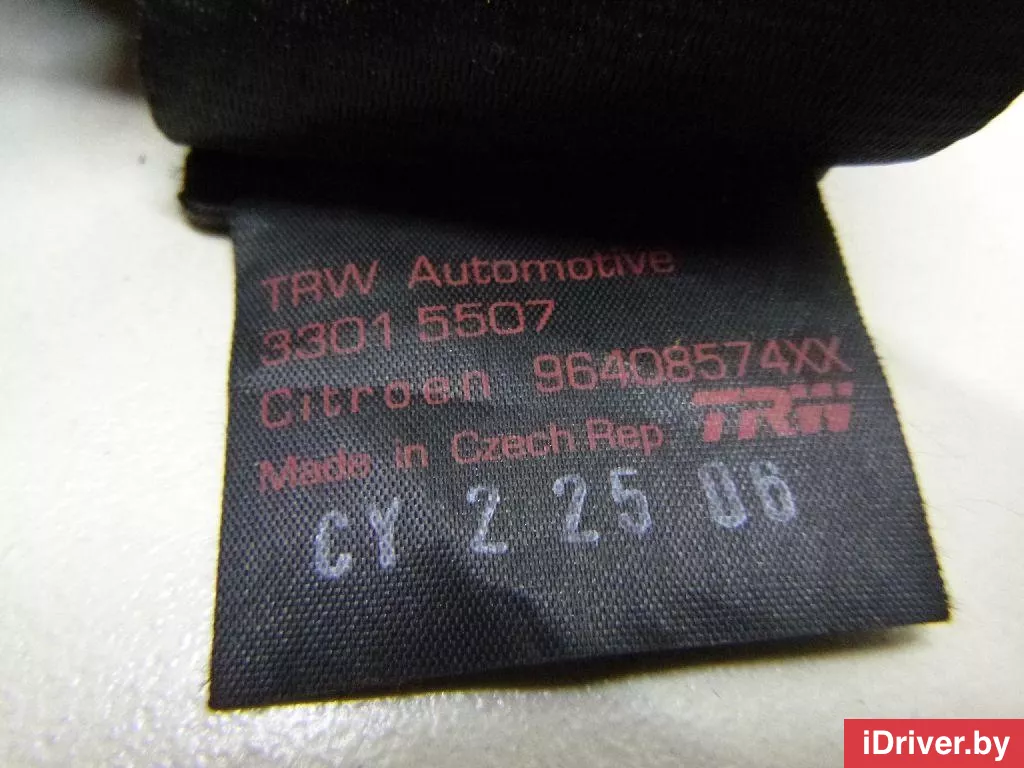 TRW Automotive
3301 5507
Citroen 96408574XX
Made in Czech Rep TRW
CY 2 25 06
iDriver.by